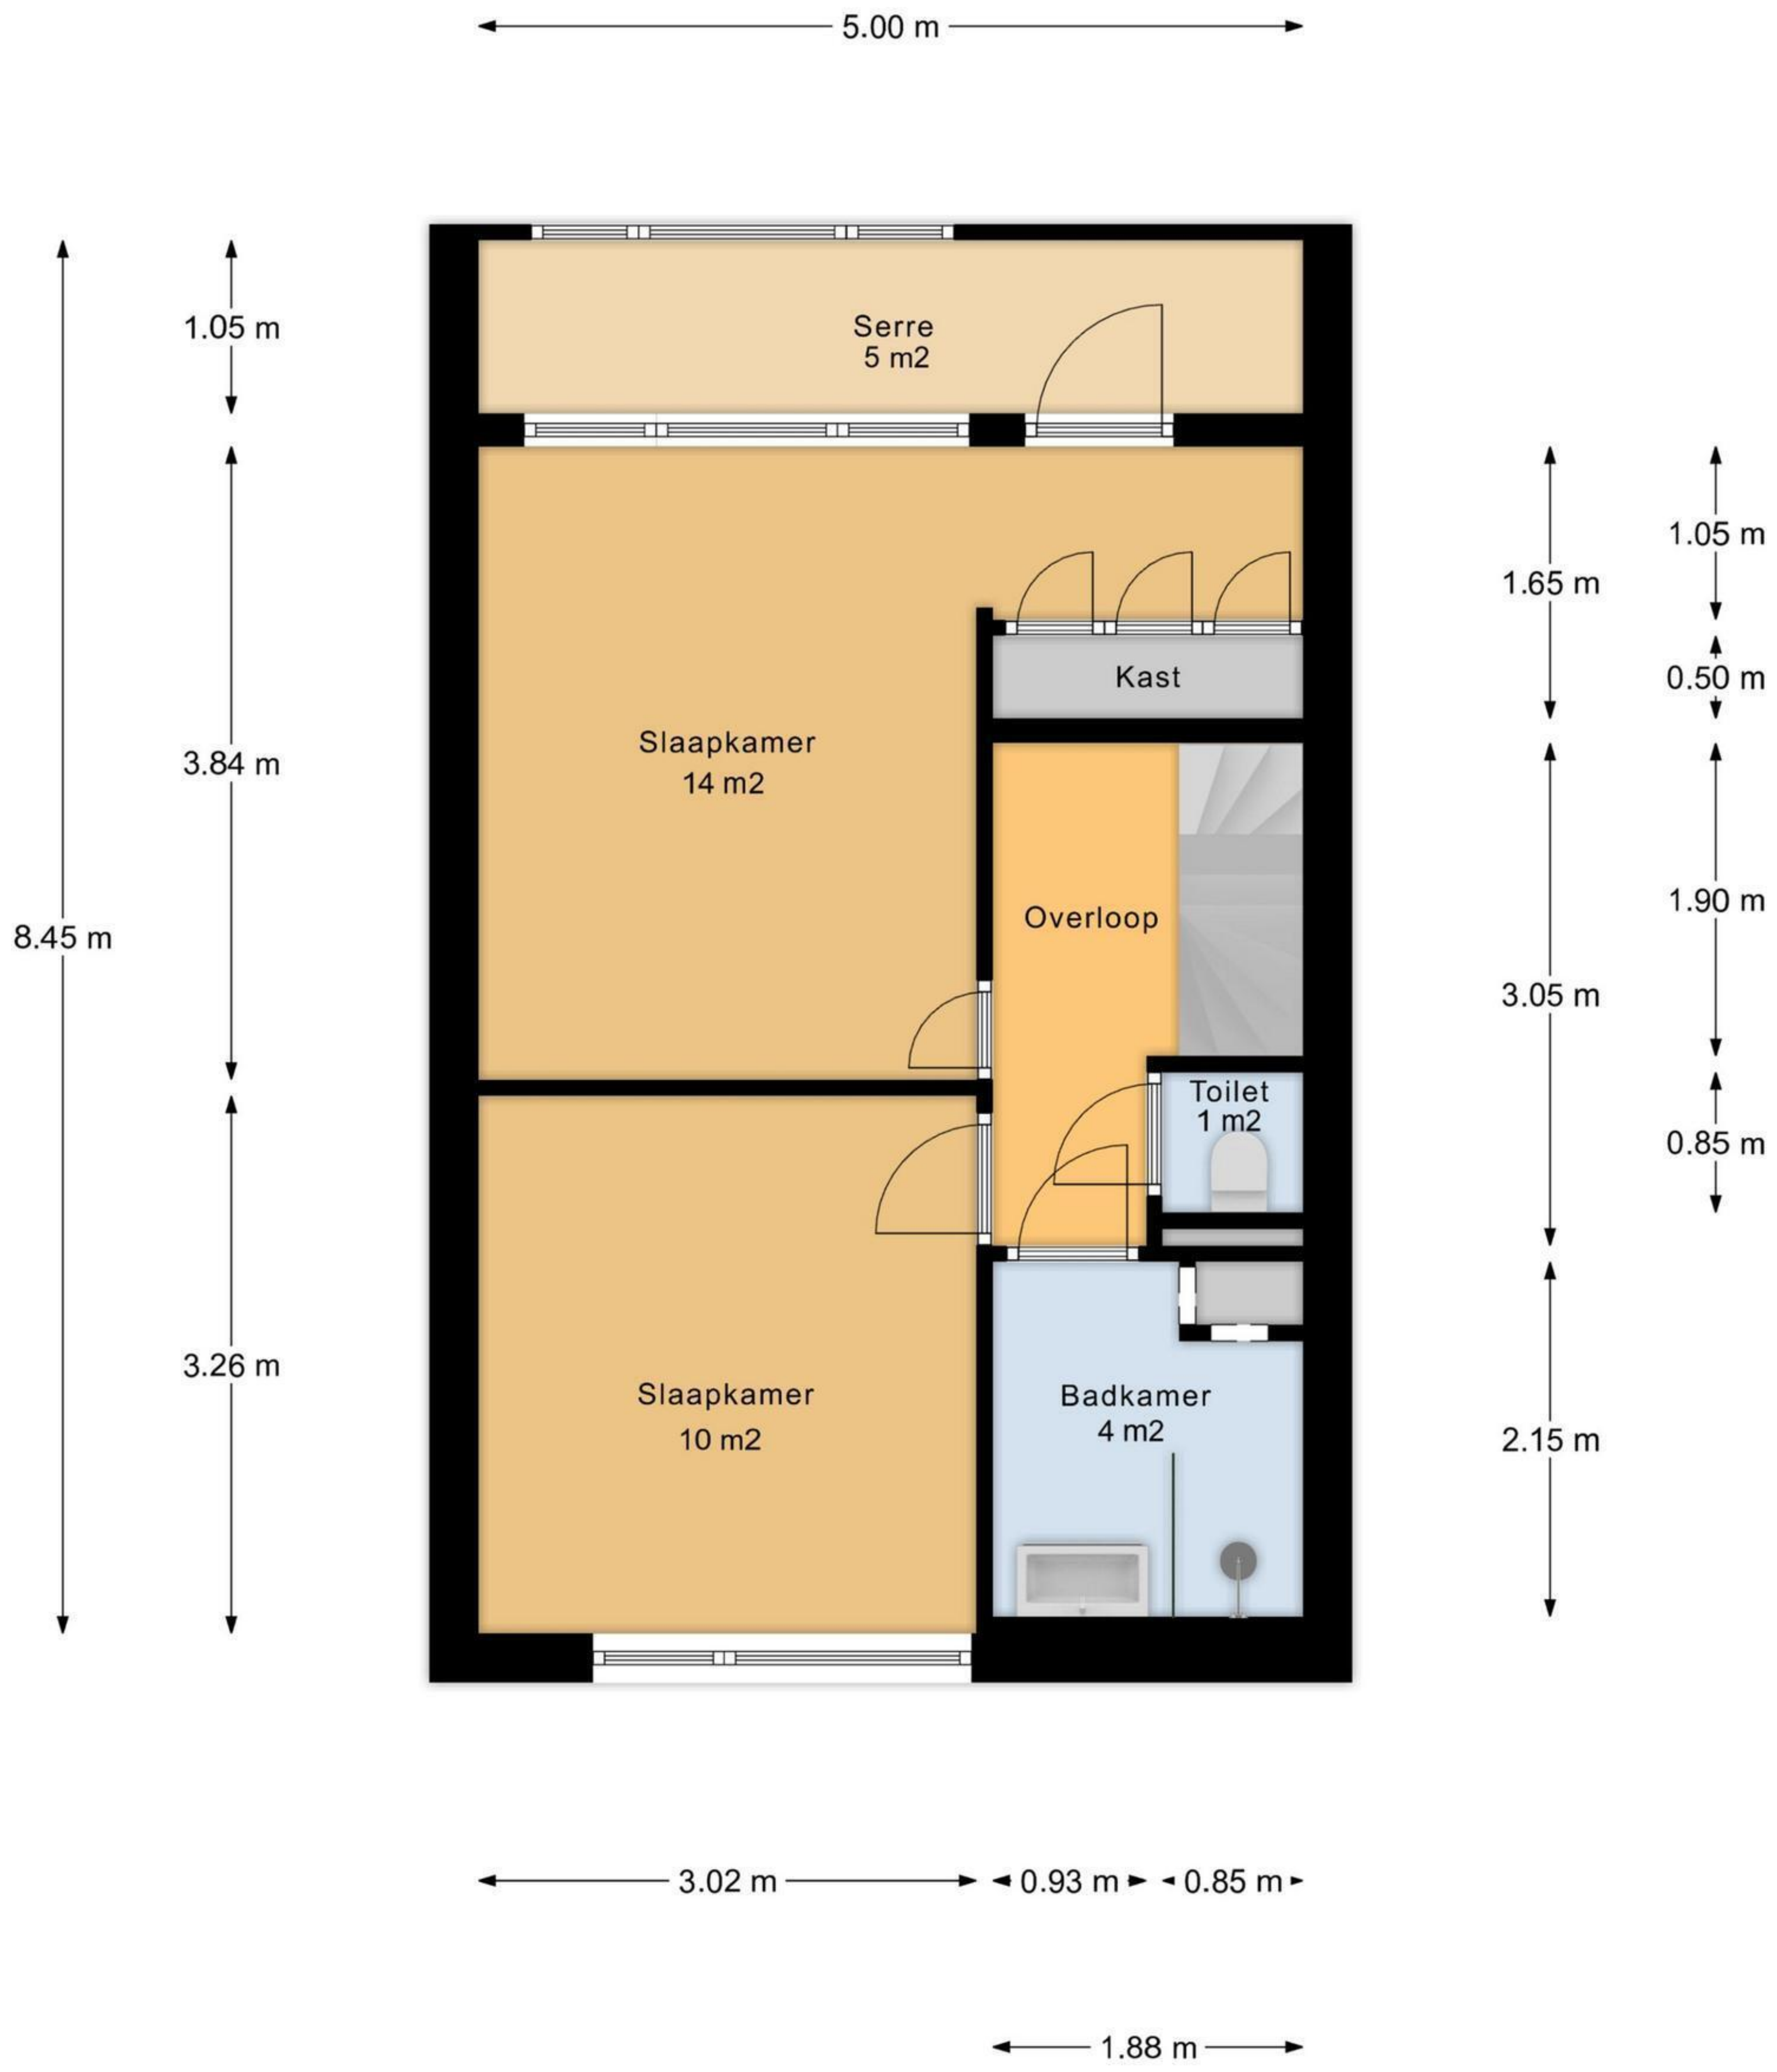 5.00 m
1.05 m
Serre
5 m2
1.05 m
1.65 m
Kast
0.50 m
Slaapkamer
14 m2
3.84 m
Overloop
1.90 m
8.45 m
3.05 m
Toilet
1 m2
0.85 m
3.26 m
Slaapkamer
10 m2
Badkamer
4 m2
2.15 m
3.02 m
0.93 m
0.85 m
1.88 m